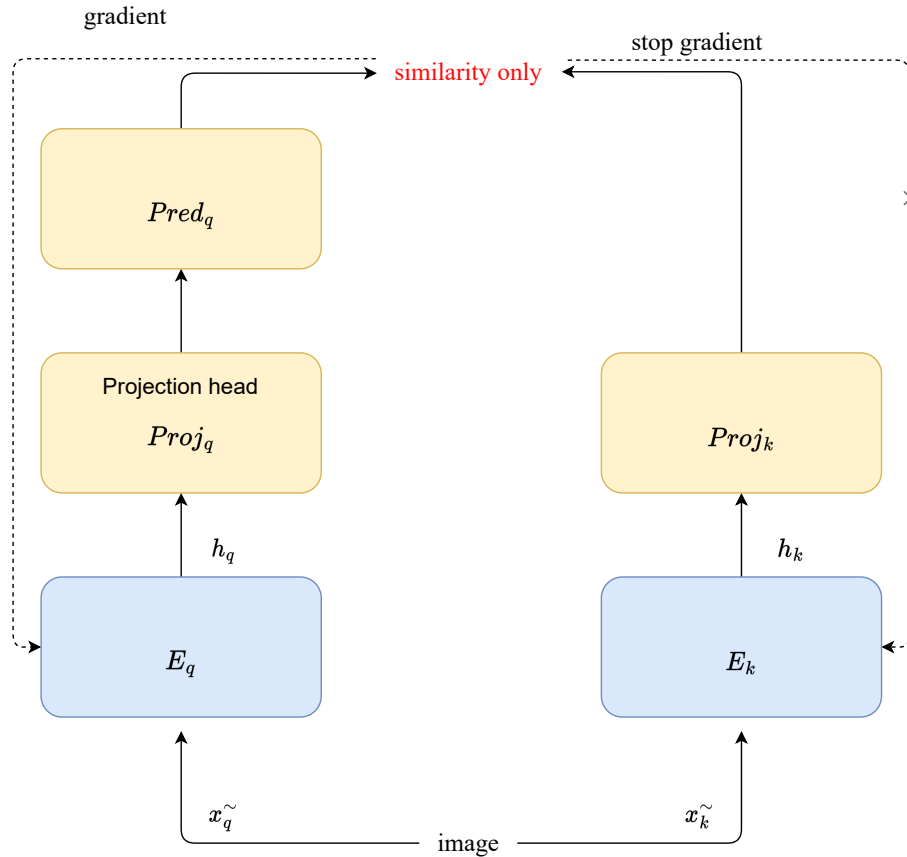 gradient
stop gradient
similarity only
Pred_q
Projection head
Proj_q
Proj_k
h_q
h_k
E_q
E_k
x_q^~
x_k^~
image